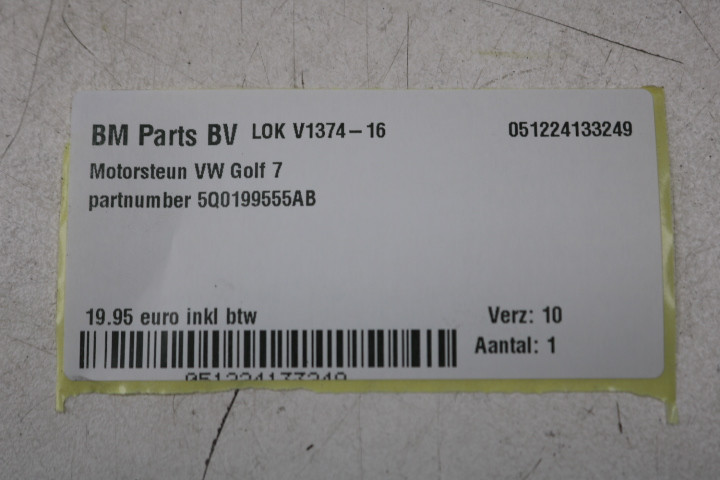 BM Parts BV LOK V1374-16 051224133249
Motorsteun VW Golf 7
partnumber 5Q0199555AB
19.95 euro inkl btw Verz: 10
Aantal: 1
051224133249